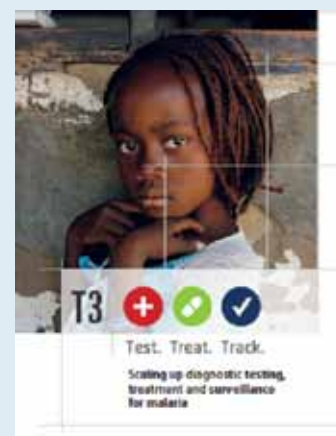 T3
Test. Treat. Track.
Scaling up diagnostic testing,
treatment and surveillance
for malaria